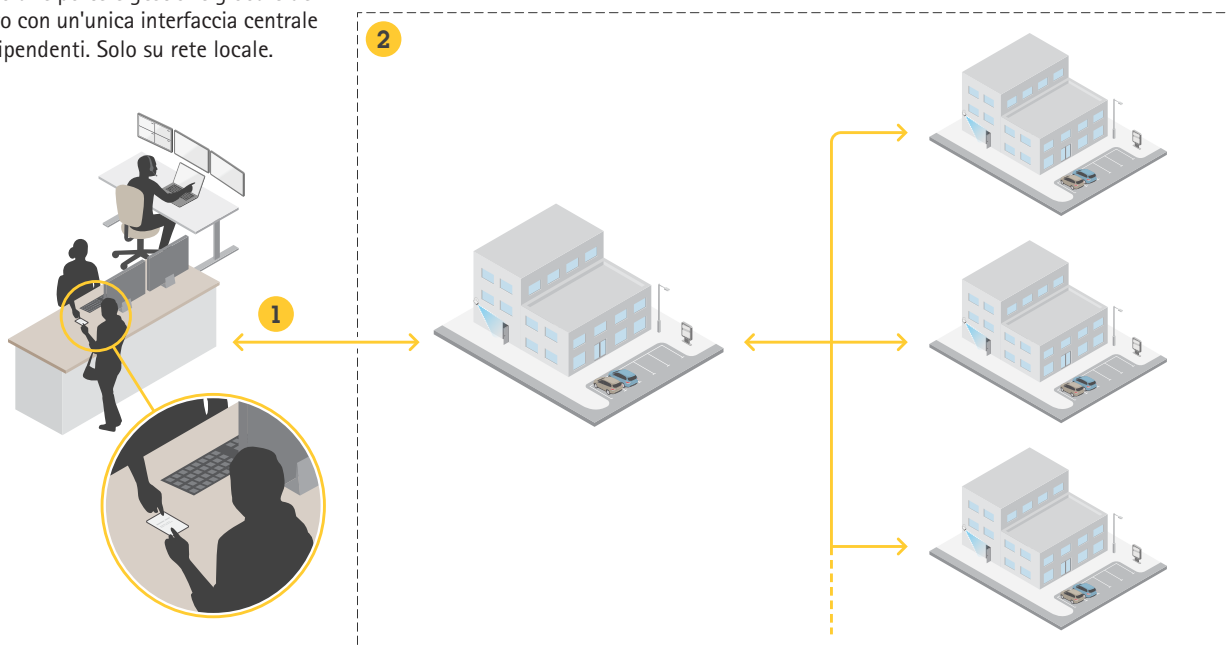 o con un'unica interfaccia centrale
ipendenti. Solo su rete locale.
2
1